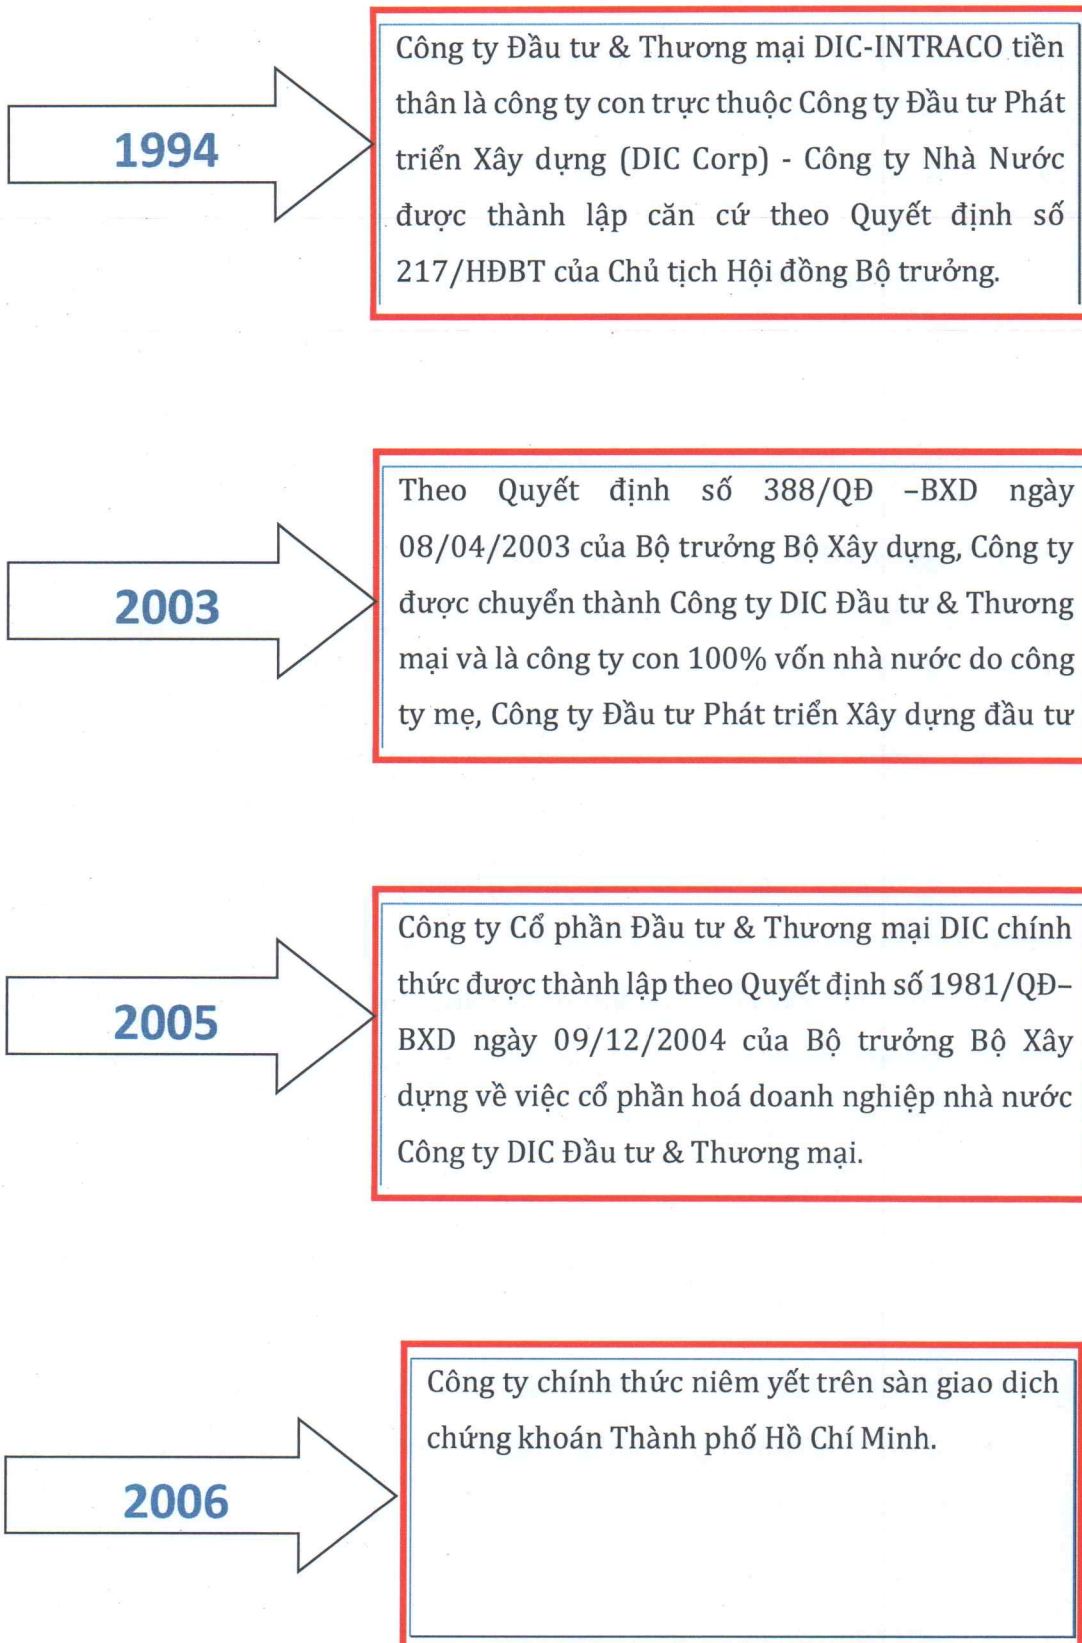 1994
Công ty Đầu tư & Thương mại DIC-INTRACO tiền
thân là công ty con trực thuộc Công ty Đầu tư Phát
triển Xây dựng (DIC Corp) - Công ty Nhà Nước
được thành lập căn cứ theo Quyết định số
217/HĐBT của Chủ tịch Hội đồng Bộ trưởng.
2003
Theo Quyết định số 388/QĐ –BXD ngày
08/04/2003 của Bộ trưởng Bộ Xây dựng, Công ty
được chuyển thành Công ty DIC Đầu tư & Thương
mại và là công ty con 100% vốn nhà nước do công
ty mẹ, Công ty Đầu tư Phát triển Xây dựng đầu tư
2005
Công ty Cổ phần Đầu tư & Thương mại DIC chính
thức được thành lập theo Quyết định số 1981/QĐ–
BXD ngày 09/12/2004 của Bộ trưởng Bộ Xây
dựng về việc cổ phần hoá doanh nghiệp nhà nước
Công ty DIC Đầu tư & Thương mại.
2006
Công ty chính thức niêm yết trên sàn giao dịch
chứng khoán Thành phố Hồ Chí Minh.